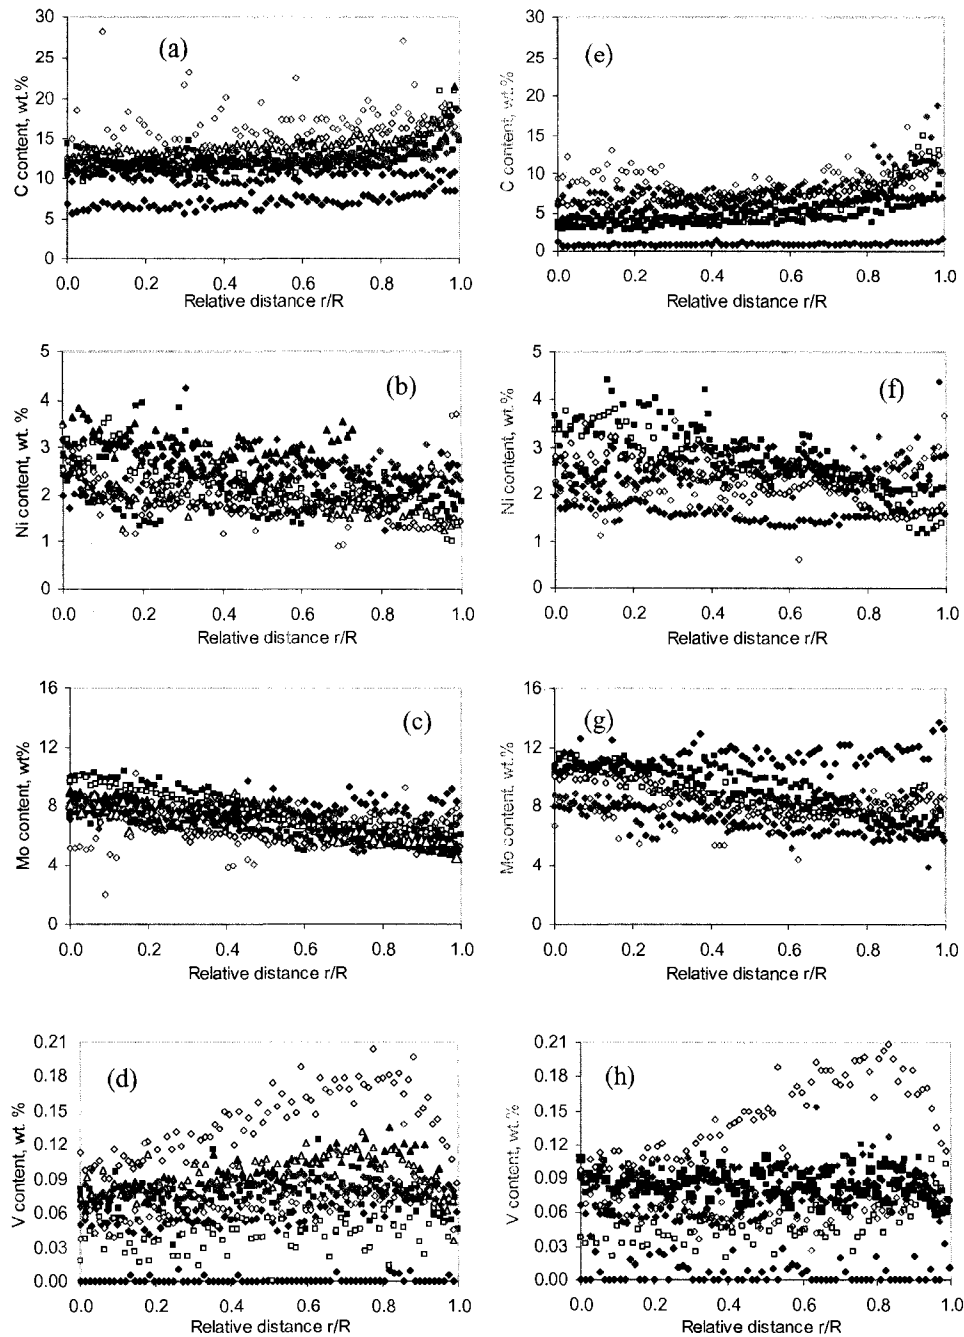 (a)
C content, wt.%
30
25
20
15
10
5
0
0.0 0.2 0.4 0.6 0.8 1.0
Relative distance r/R
(e)
C content, wt.%
30
25
20
15
10
5
0
0.0 0.2 0.4 0.6 0.8 1.0
Relative distance r/R
(b)
Ni content, wt. %
5
4
3
2
1
0
0.0 0.2 0.4 0.6 0.8 1.0
Relative distance r/R
(f)
Ni content, wt. %
5
4
3
2
1
0
0.0 0.2 0.4 0.6 0.8 1.0
Relative distance r/R
(c)
Mo content, wt%
16
12
8
4
0
0.0 0.2 0.4 0.6 0.8 1.0
Relative distance r/R
(g)
Mo content, wt.%
16
12
8
4
0
0.0 0.2 0.4 0.6 0.8 1.0
Relative distance r/R
(d)
V content, wt. %
0.21
0.18
0.15
0.12
0.09
0.06
0.03
0.00
0.0 0.2 0.4 0.6 0.8 1.0
Relative distance r/R
(h)
V content, wt.%
0.21
0.18
0.15
0.12
0.09
0.06
0.03
0.00
0.0 0.2 0.4 0.6 0.8 1.0
Relative distance r/R